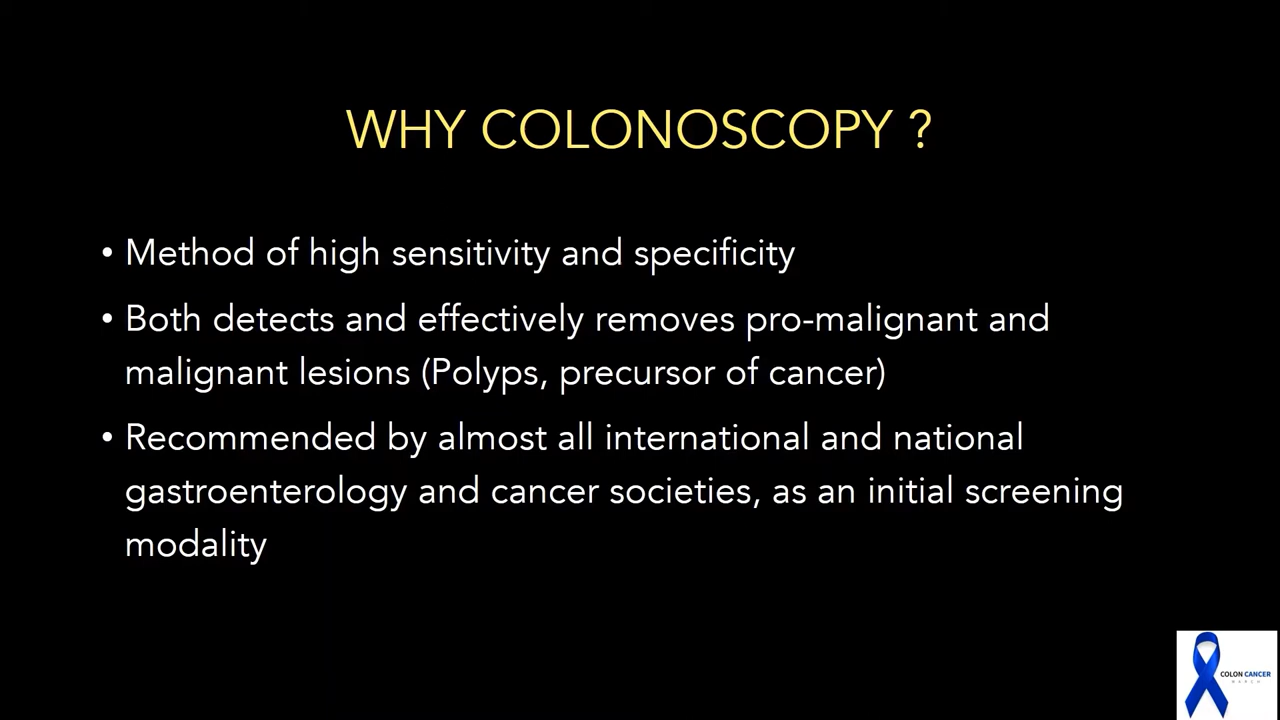 WHY COLONOSCOPY ?
• Method of high sensitivity and specificity
• Both detects and effectively removes pro-malignant and
malignant lesions (Polyps, precursor of cancer)
• Recommended by almost all international and national
gastroenterology and cancer societies, as an initial screening
modality
COLON CANCER
MARCH